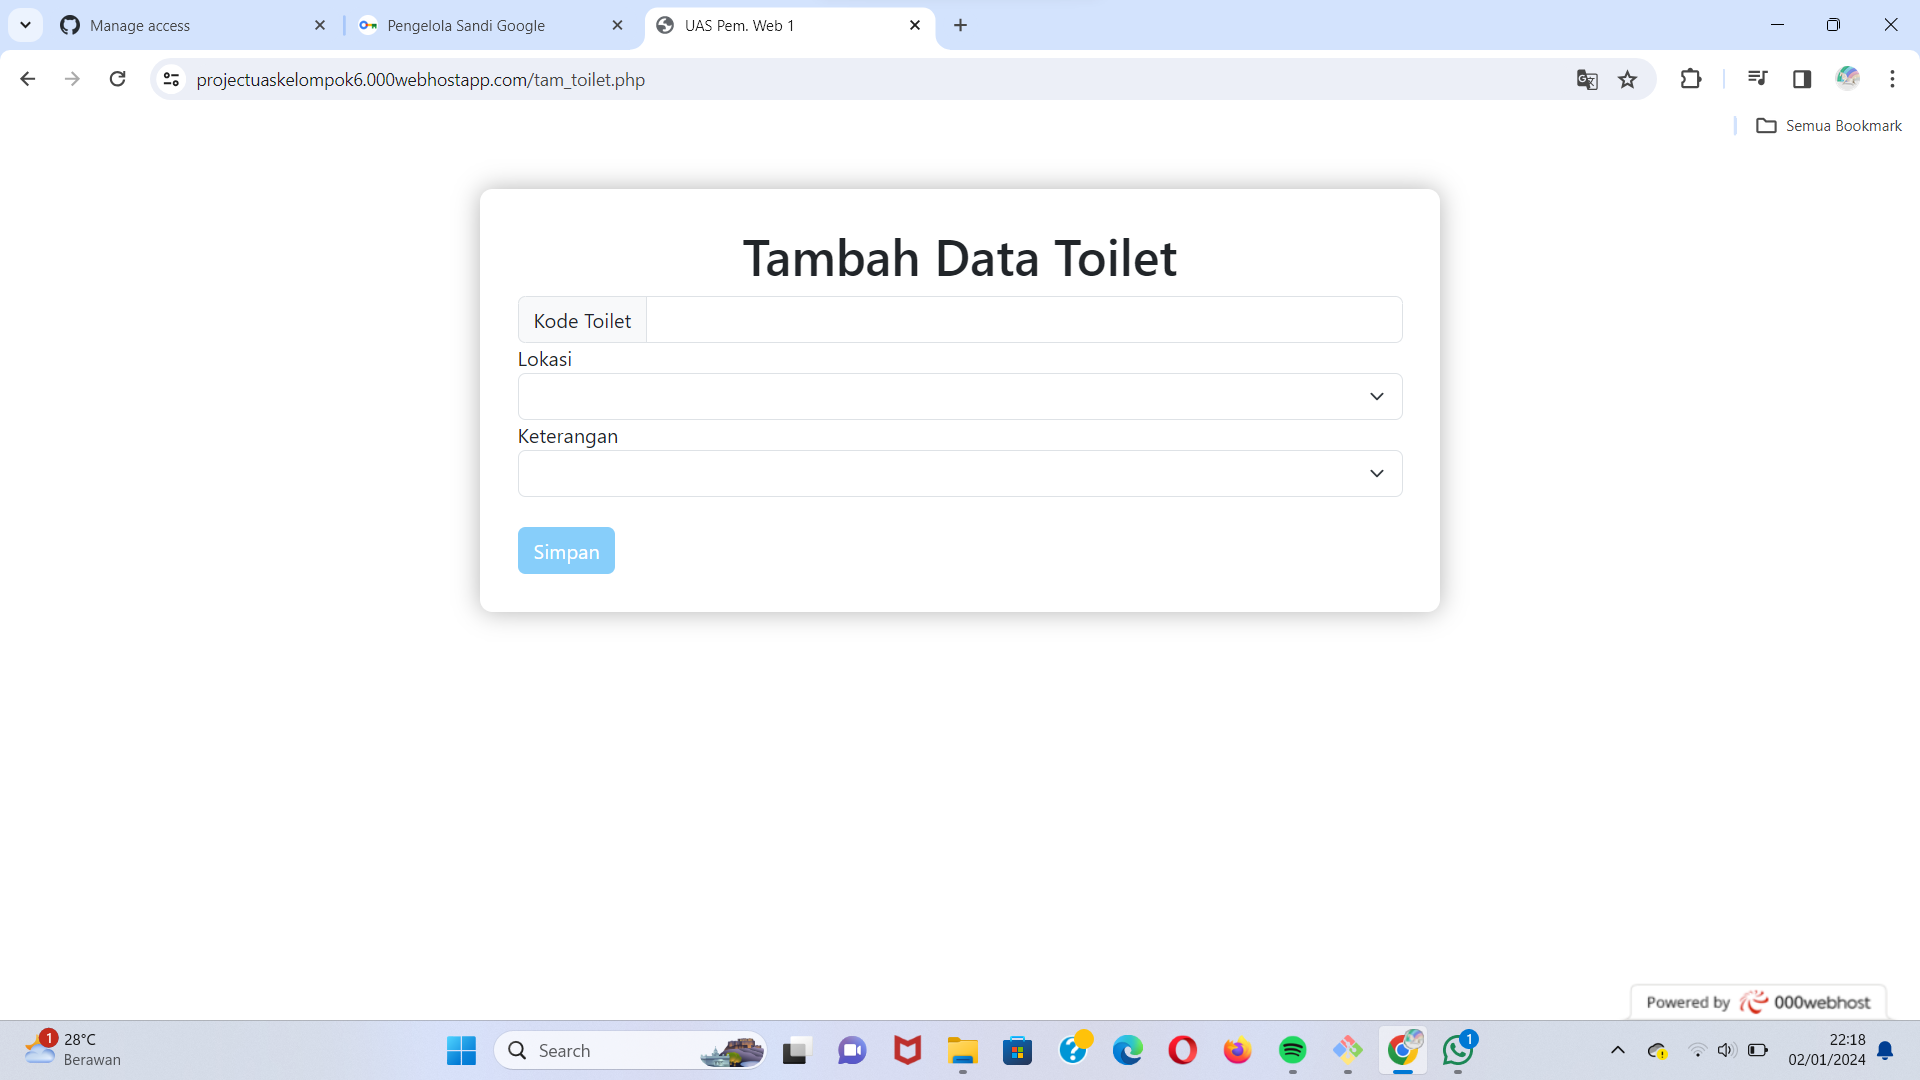 Manage access
Pengelola Sandi Google
UAS Pem. Web 1
projectuaskelompok6.000webhostapp.com/tam_toilet.php
Semua Bookmark
Tambah Data Toilet
Kode Toilet
Lokasi
Keterangan
Simpan
Powered by 000webhost
1
28°C
Berawan
Search
1
22:18
02/01/2024